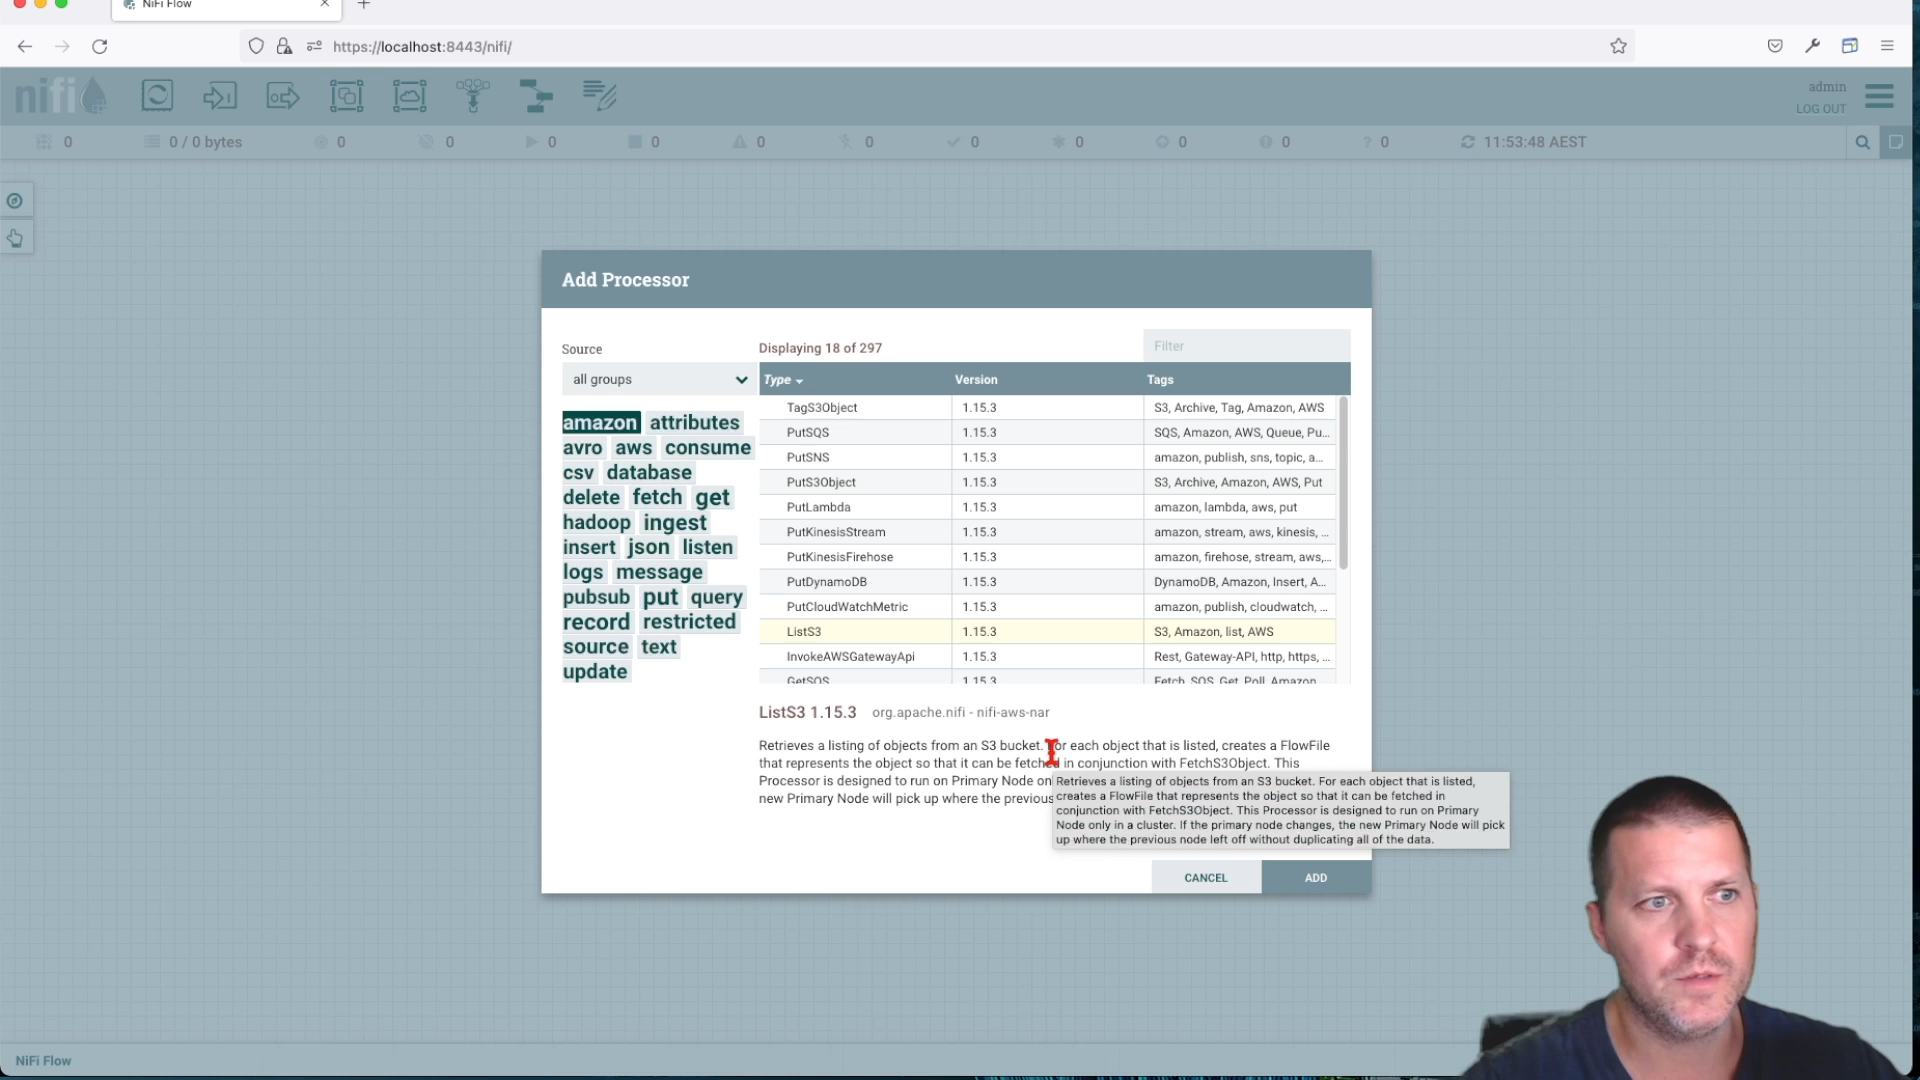 NiFi Flow
https://localhost:8443/nifi/
nifi
admin
LOG OUT
0
0 / 0 bytes
0
0
0
0
0
0
0
0
0
0
0
11:53:48 AEST
Add Processor
Source
Displaying 18 of 297
Filter
all groups
Type
Version
Tags
amazon attributes
avro aws consume
csv database
delete fetch get
hadoop ingest
insert json listen
logs message
pubsub put query
record restricted
source text
update
TagS3Object 1.15.3 S3, Archive, Tag, Amazon, AWS
PutSQS 1.15.3 SQS, Amazon, AWS, Queue, Pu...
PutSNS 1.15.3 amazon, publish, sns, topic, a...
PutS3Object 1.15.3 S3, Archive, Amazon, AWS, Put
PutLambda 1.15.3 amazon, lambda, aws, put
PutKinesisStream 1.15.3 amazon, stream, aws, kinesis, ...
PutKinesisFirehose 1.15.3 amazon, firehose, stream, aws,...
PutDynamoDB 1.15.3 DynamoDB, Amazon, Insert, A...
PutCloudWatchMetric 1.15.3 amazon, publish, cloudwatch, ...
ListS3 1.15.3 S3, Amazon, list, AWS
InvokeAWSGatewayApi 1.15.3 Rest, Gateway-API, http, https, ...
GetSQS 1.15.3 Fetch, SQS, Get, Poll, Amazon
ListS3 1.15.3 org.apache.nifi - nifi-aws-nar
Retrieves a listing of objects from an S3 bucket. For each object that is listed, creates a FlowFile
that represents the object so that it can be fetched in conjunction with FetchS3Object. This
Processor is designed to run on Primary Node on
new Primary Node will pick up where the previous
Retrieves a listing of objects from an S3 bucket. For each object that is listed,
creates a FlowFile that represents the object so that it can be fetched in
conjunction with FetchS3Object. This Processor is designed to run on Primary
Node only in a cluster. If the primary node changes, the new Primary Node will pick
up where the previous node left off without duplicating all of the data.
CANCEL
ADD
NiFi Flow